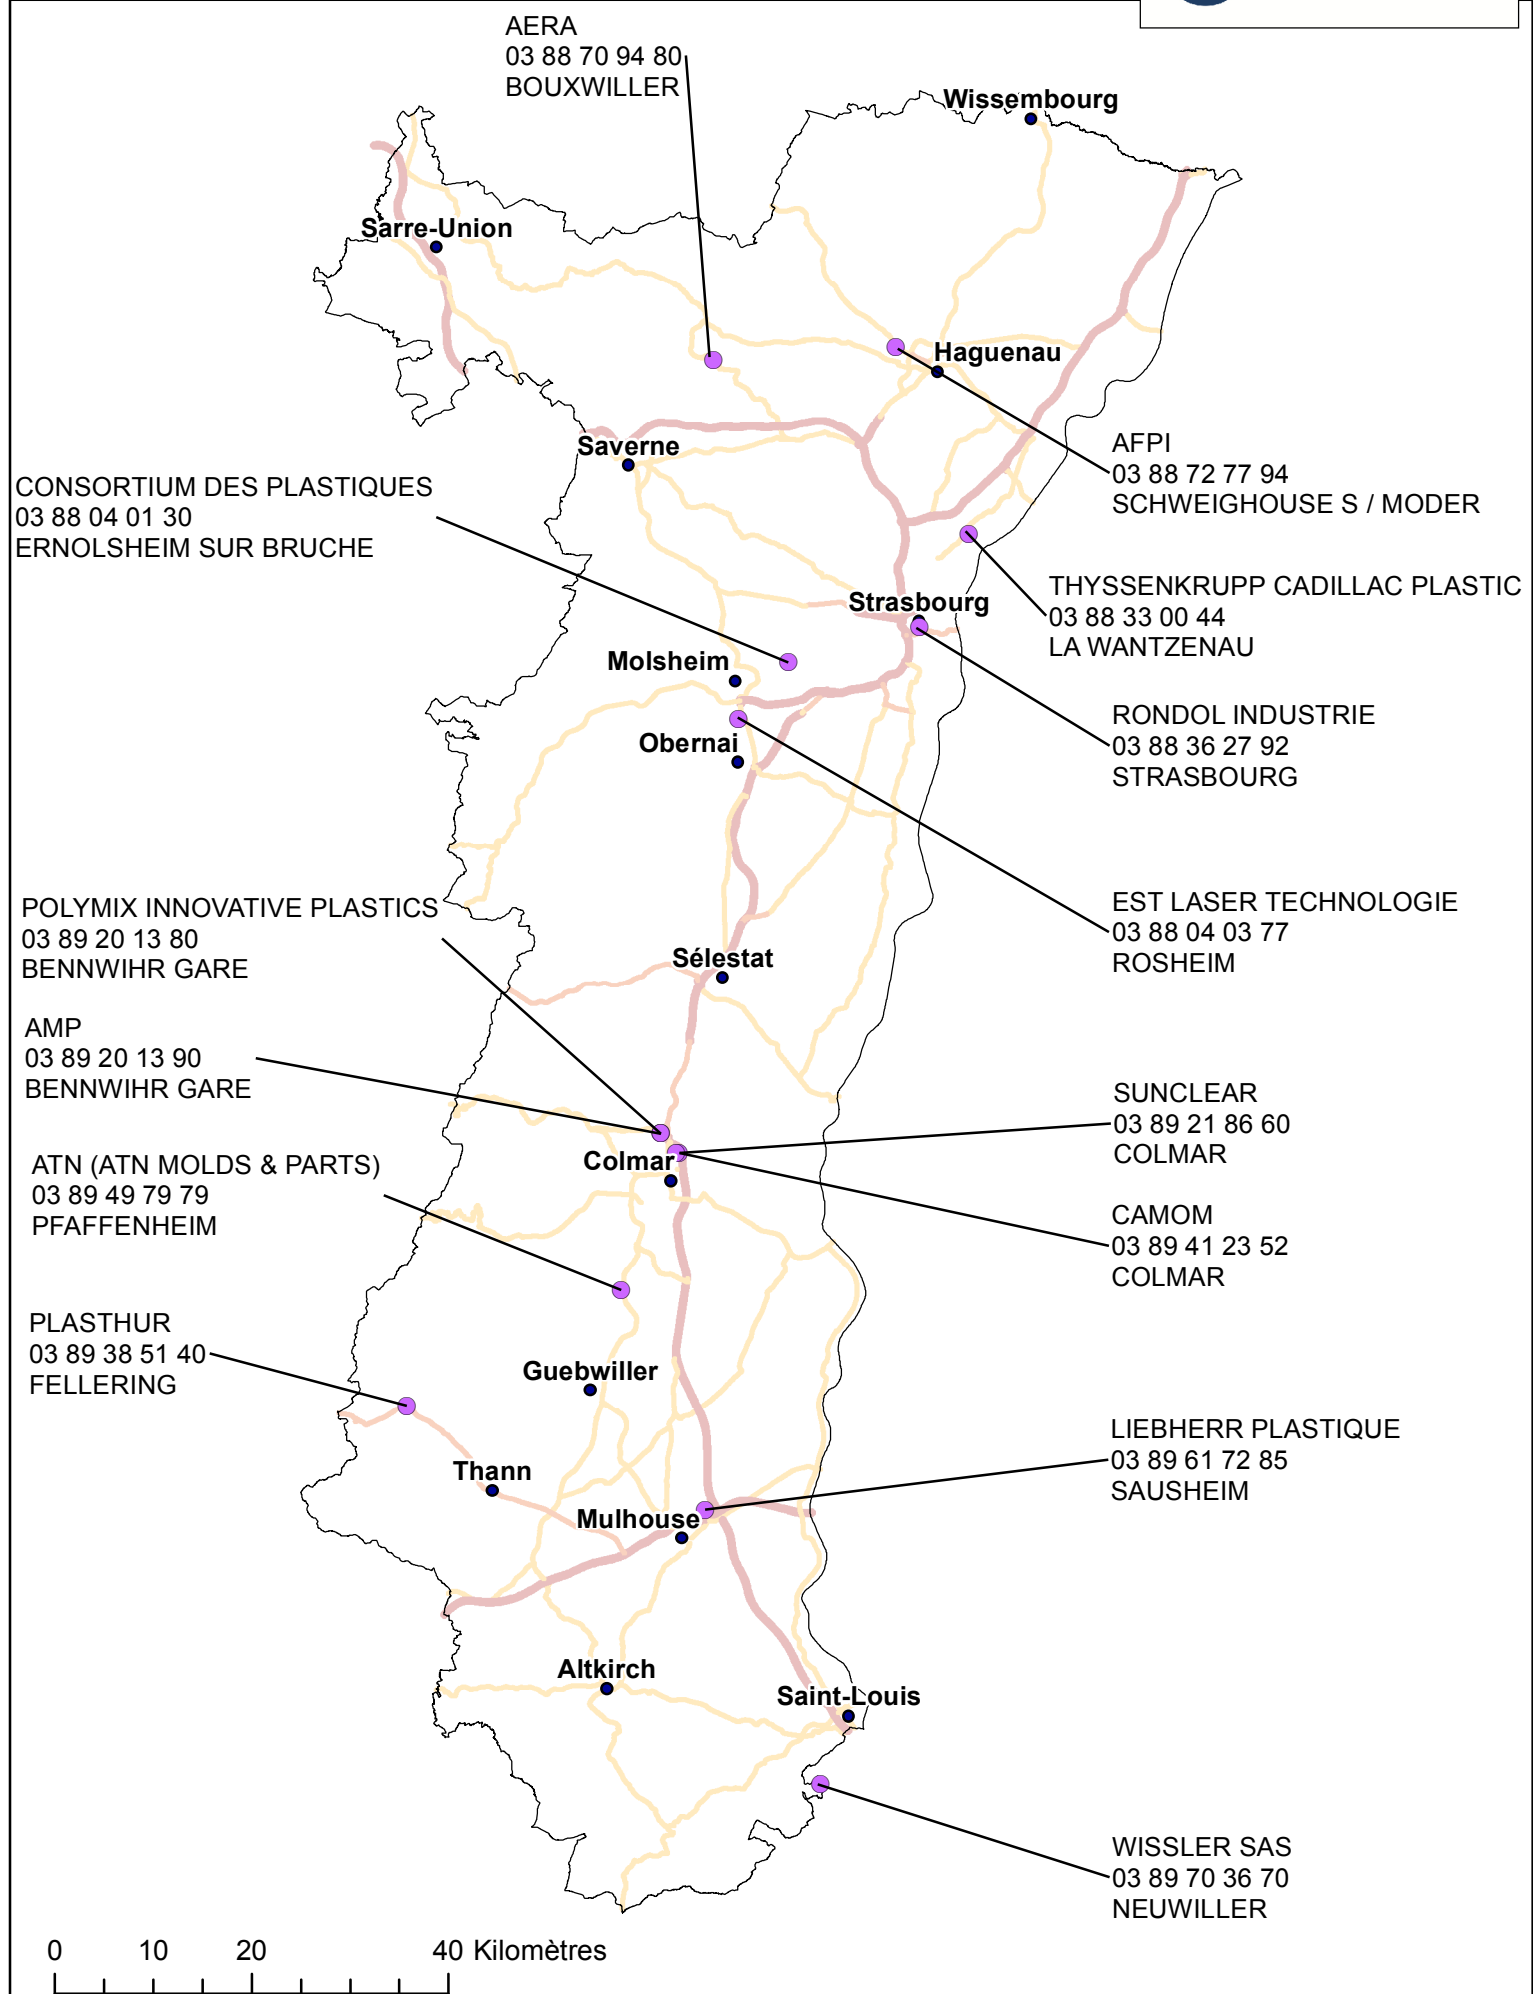 AERA
03 88 70 94 80
BOUXWILLER
Wissembourg
Sarre-Union
Haguenau
Saverne
AFPI
03 88 72 77 94
SCHWEIGHOUSE S / MODER
CONSORTIUM DES PLASTIQUES
03 88 04 01 30
ERNOLSHEIM SUR BRUCHE
THYSSENKRUPP CADILLAC PLASTIC
03 88 33 00 44
LA WANTZENAU
Strasbourg
Molsheim
RONDOL INDUSTRIE
03 88 36 27 92
STRASBOURG
Obernai
EST LASER TECHNOLOGIE
03 88 04 03 77
ROSHEIM
POLYMIX INNOVATIVE PLASTICS
03 89 20 13 80
BENNWIHR GARE
Sélestat
AMP
03 89 20 13 90
BENNWIHR GARE
SUNCLEAR
03 89 21 86 60
COLMAR
Colmar
ATN (ATN MOLDS & PARTS)
03 89 49 79 79
PFAFFENHEIM
CAMOM
03 89 41 23 52
COLMAR
PLASTHUR
03 89 38 51 40
FELLERING
Guebwiller
LIEBHERR PLASTIQUE
03 89 61 72 85
SAUSHEIM
Thann
Mulhouse
Altkirch
Saint-Louis
WISSLER SAS
03 89 70 36 70
NEUWILLER
0 10 20 40 Kilomètres